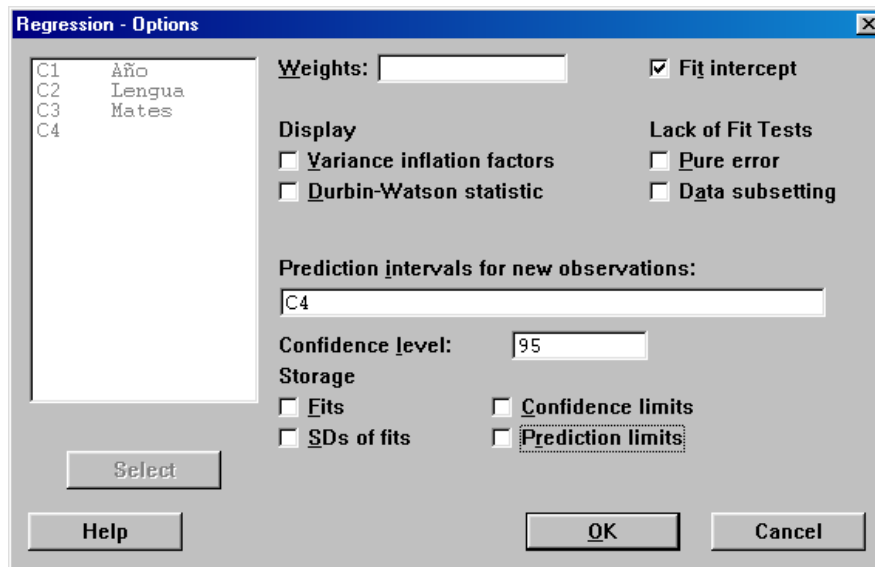 Regression - Options
C1 Año
C2 Lengua
C3 Mates
C4
Weights:
Fit intercept
Display
Lack of Fit Tests
Variance inflation factors
Pure error
Durbin-Watson statistic
Data subsetting
Prediction intervals for new observations:
C4
Confidence level: 95
Storage
Fits
Confidence limits
SDs of fits
Prediction limits
Select
Help
OK
Cancel